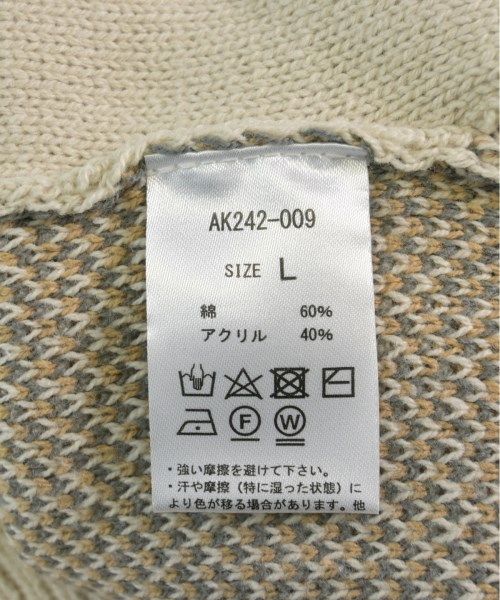 AK242-009
SIZE L
綿 60%
アクリル 40%
F W
・強い摩擦を避けて下さい。
・汗や摩擦（特に湿った状態）に
より色が移る場合があります。他